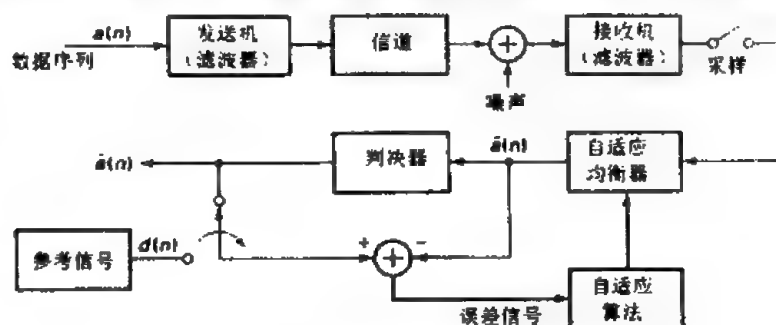 a(n)
数据序列
发送机
(滤波器)
信道
噪声
接收机
(滤波器)
采样
ā(n)
判决器
ã(n)
自适应
均衡器
参考信号
d(n)
误差信号
自适应
算法